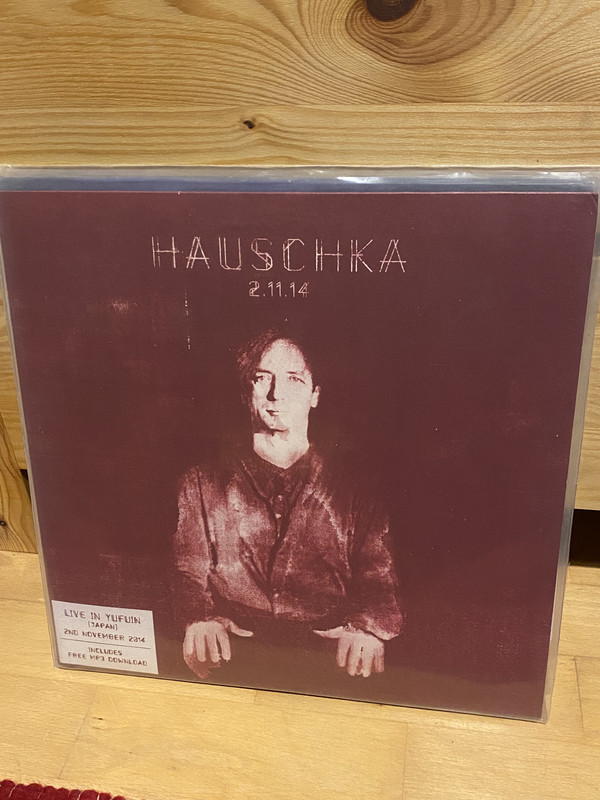 HAUSCHKA
2.11.14
LIVE IN YUFUIN
(JAPAN)
2ND NOVEMBER 2014
INCLUDES
FREE MP3 DOWNLOAD